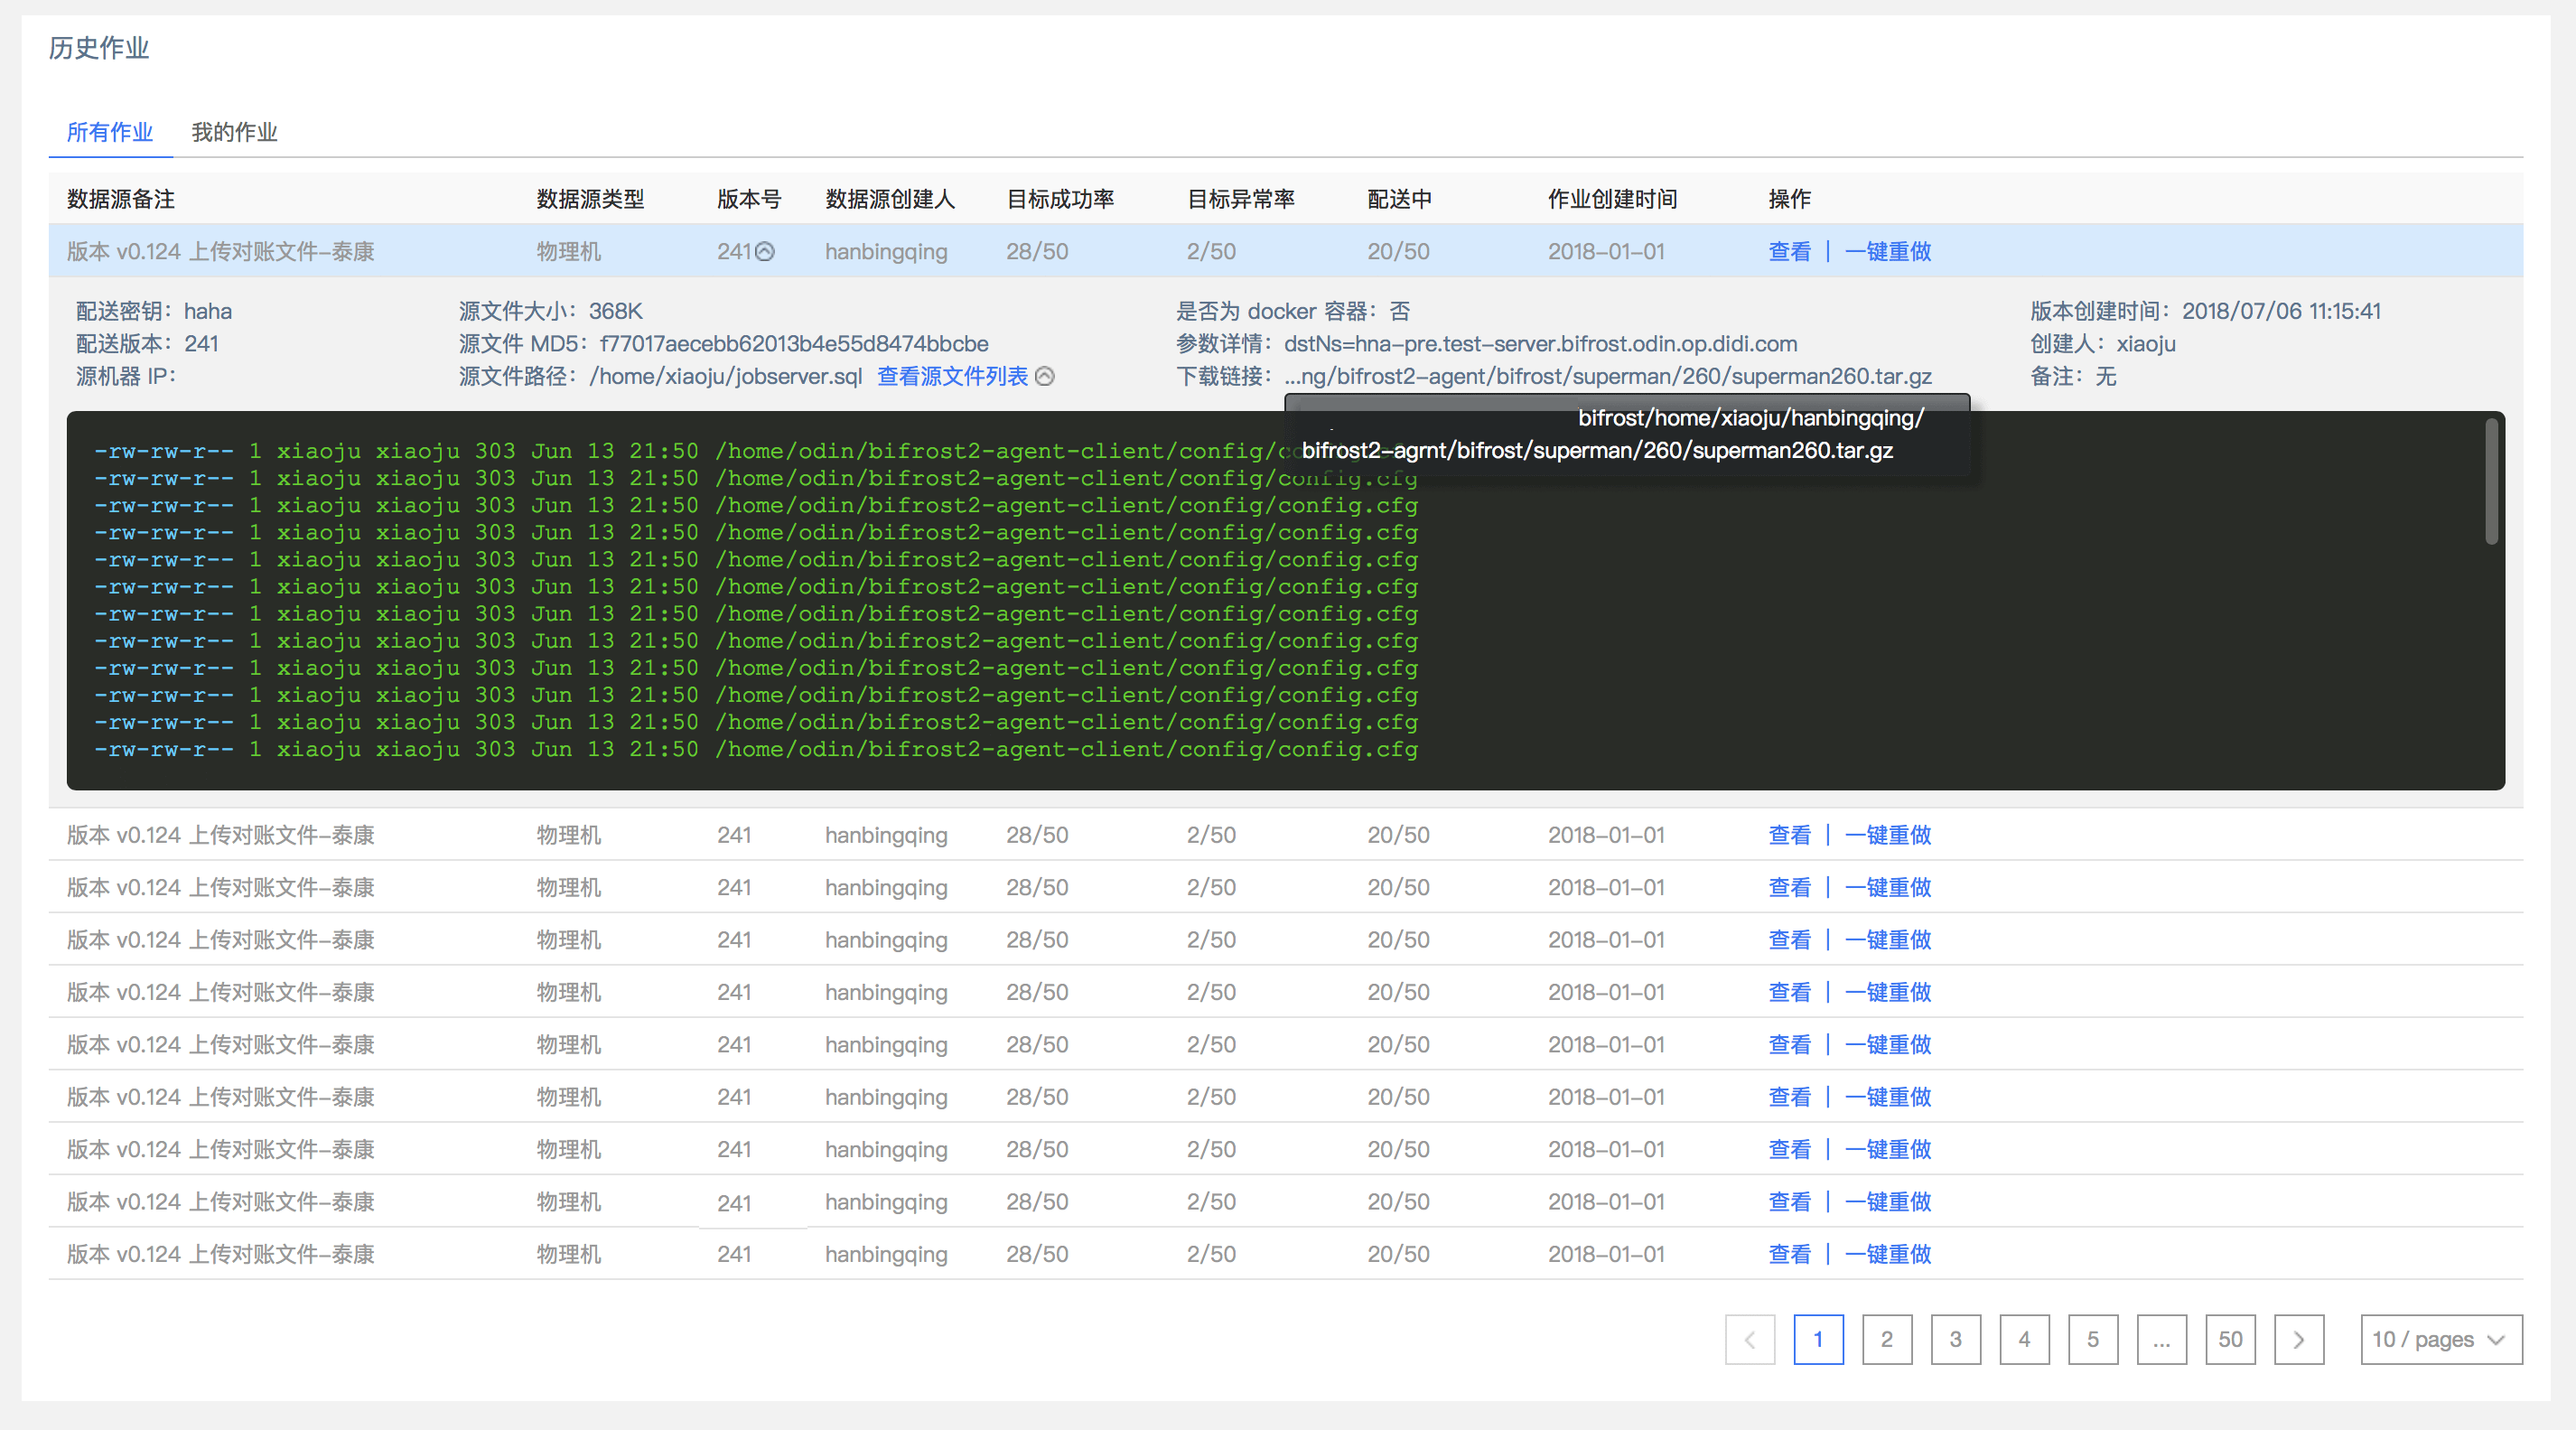 历史作业
所有作业 我的作业
数据源备注 数据源类型 版本号 数据源创建人 目标成功率 目标异常率 配送中 作业创建时间 操作
版本 v0.124 上传对账文件–泰康 物理机 241 hanbingqing 28/50 2/50 20/50 2018–01–01 查看 | 一键重做
配送密钥：haha 源文件大小：368K 是否为 docker 容器：否 版本创建时间：2018/07/06 11:15:41
配送版本：241 源文件 MD5：f77017aecebb62013b4e55d8474bbcbe 参数详情：dstNs=hna-pre.test-server.bifrost.odin.op.didi.com 创建人：xiaoju
源机器 IP： 源文件路径：/home/xiaoju/jobserver.sql 查看源文件列表 下载链接：...ng/bifrost2-agent/bifrost/superman/260/superman260.tar.gz 备注：无
bifrost/home/xiaoju/hanbingqing/
bifrost2–agrnt/bifrost/superman/260/superman260.tar.gz
-rw-rw-r-- 1 xiaoju xiaoju 303 Jun 13 21:50 /home/odin/bifrost2-agent-client/config/
-rw-rw-r-- 1 xiaoju xiaoju 303 Jun 13 21:50 /home/odin/bifrost2-agent-client/config/config.cfg
-rw-rw-r-- 1 xiaoju xiaoju 303 Jun 13 21:50 /home/odin/bifrost2-agent-client/config/config.cfg
-rw-rw-r-- 1 xiaoju xiaoju 303 Jun 13 21:50 /home/odin/bifrost2-agent-client/config/config.cfg
-rw-rw-r-- 1 xiaoju xiaoju 303 Jun 13 21:50 /home/odin/bifrost2-agent-client/config/config.cfg
-rw-rw-r-- 1 xiaoju xiaoju 303 Jun 13 21:50 /home/odin/bifrost2-agent-client/config/config.cfg
-rw-rw-r-- 1 xiaoju xiaoju 303 Jun 13 21:50 /home/odin/bifrost2-agent-client/config/config.cfg
-rw-rw-r-- 1 xiaoju xiaoju 303 Jun 13 21:50 /home/odin/bifrost2-agent-client/config/config.cfg
-rw-rw-r-- 1 xiaoju xiaoju 303 Jun 13 21:50 /home/odin/bifrost2-agent-client/config/config.cfg
-rw-rw-r-- 1 xiaoju xiaoju 303 Jun 13 21:50 /home/odin/bifrost2-agent-client/config/config.cfg
-rw-rw-r-- 1 xiaoju xiaoju 303 Jun 13 21:50 /home/odin/bifrost2-agent-client/config/config.cfg
-rw-rw-r-- 1 xiaoju xiaoju 303 Jun 13 21:50 /home/odin/bifrost2-agent-client/config/config.cfg
版本 v0.124 上传对账文件–泰康 物理机 241 hanbingqing 28/50 2/50 20/50 2018–01–01 查看 | 一键重做
版本 v0.124 上传对账文件–泰康 物理机 241 hanbingqing 28/50 2/50 20/50 2018–01–01 查看 | 一键重做
版本 v0.124 上传对账文件–泰康 物理机 241 hanbingqing 28/50 2/50 20/50 2018–01–01 查看 | 一键重做
版本 v0.124 上传对账文件–泰康 物理机 241 hanbingqing 28/50 2/50 20/50 2018–01–01 查看 | 一键重做
版本 v0.124 上传对账文件–泰康 物理机 241 hanbingqing 28/50 2/50 20/50 2018–01–01 查看 | 一键重做
版本 v0.124 上传对账文件–泰康 物理机 241 hanbingqing 28/50 2/50 20/50 2018–01–01 查看 | 一键重做
版本 v0.124 上传对账文件–泰康 物理机 241 hanbingqing 28/50 2/50 20/50 2018–01–01 查看 | 一键重做
版本 v0.124 上传对账文件–泰康 物理机 241 hanbingqing 28/50 2/50 20/50 2018–01–01 查看 | 一键重做
版本 v0.124 上传对账文件–泰康 物理机 241 hanbingqing 28/50 2/50 20/50 2018–01–01 查看 | 一键重做
1 2 3 4 5 ... 50 10 / pages